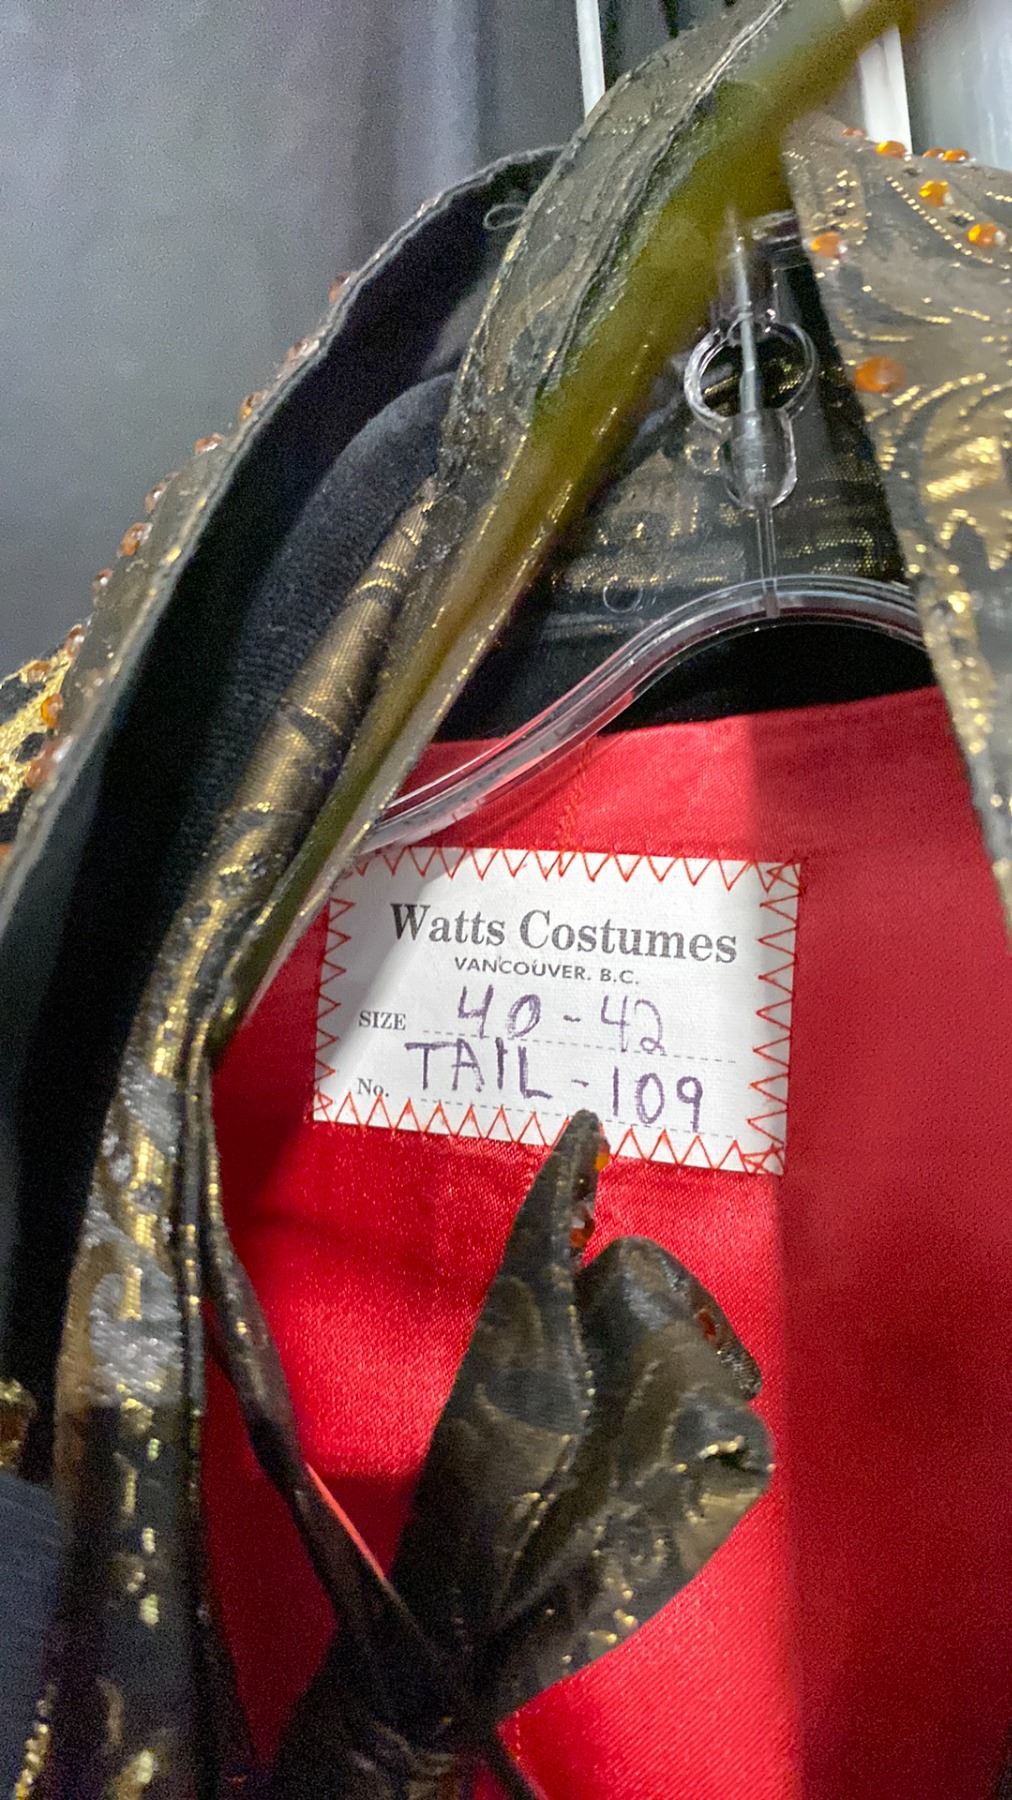 Watts Costumes
VANCOUVER. B.C.
SIZE 40-42
No. TAIL-109